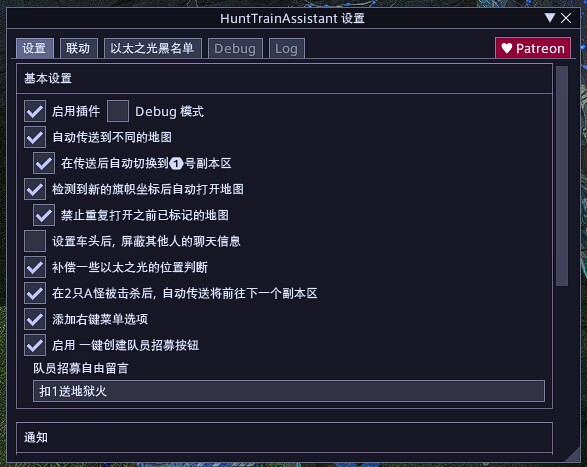 HuntTrainAssistant 设置
设置 联动 以太之光黑名单 Debug Log ♥ Patreon
基本设置
启用插件 Debug 模式
自动传送到不同的地图
在传送后自动切换到1号副本区
检测到新的旗帜坐标后自动打开地图
禁止重复打开之前已标记的地图
设置车头后, 屏蔽其他人的聊天信息
补偿一些以太之光的位置判断
在2只A怪被击杀后, 自动传送将前往下一个副本区
添加右键菜单选项
启用 一键创建队员招募按钮
队员招募自由留言
扣1送地狱火
通知